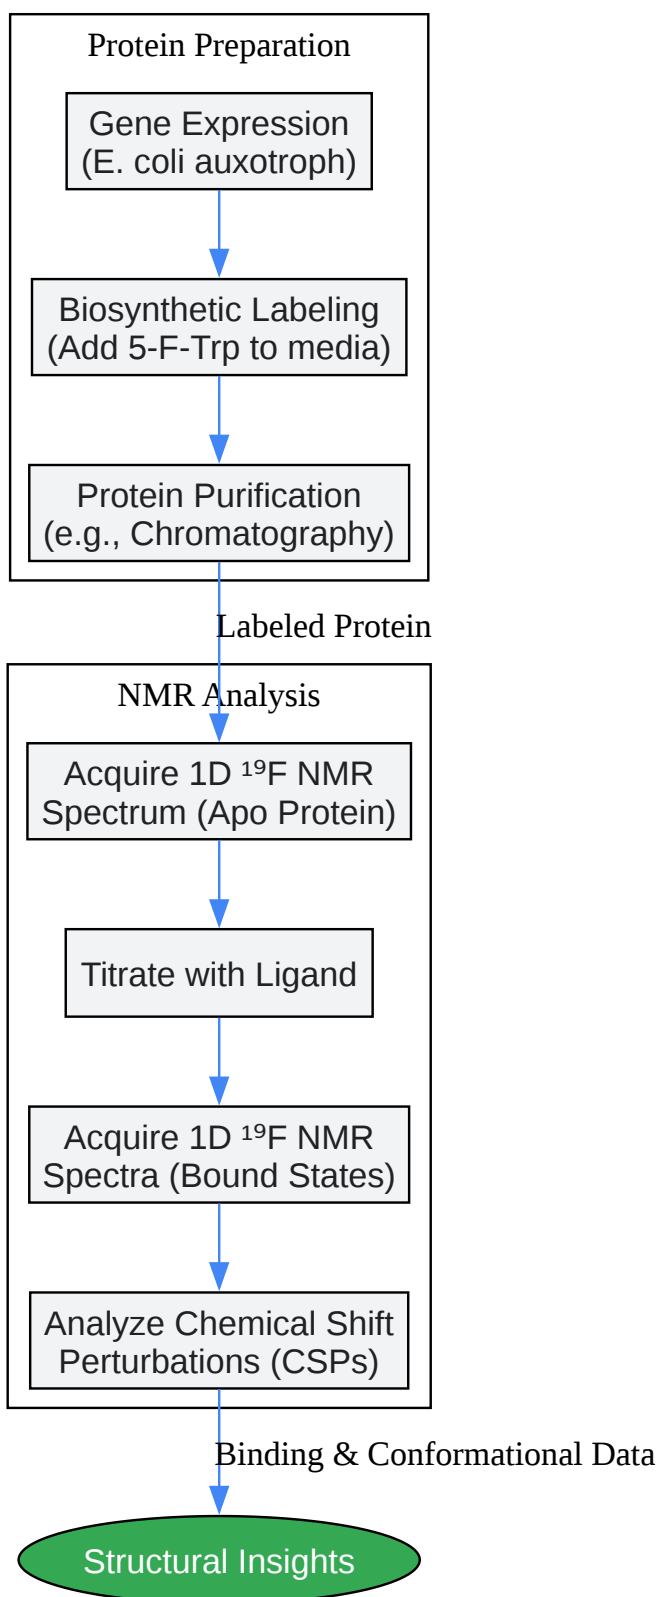 Protein Preparation
Gene Expression
(E. coli auxotroph)
Biosynthetic Labeling
(Add 5-F-Trp to media)
Protein Purification
(e.g., Chromatography)
Labeled Protein
NMR Analysis
Acquire 1D ¹⁹F NMR
Spectrum (Apo Protein)
Titrate with Ligand
Acquire 1D ¹⁹F NMR
Spectra (Bound States)
Analyze Chemical Shift
Perturbations (CSPs)
Binding & Conformational Data
Structural Insights